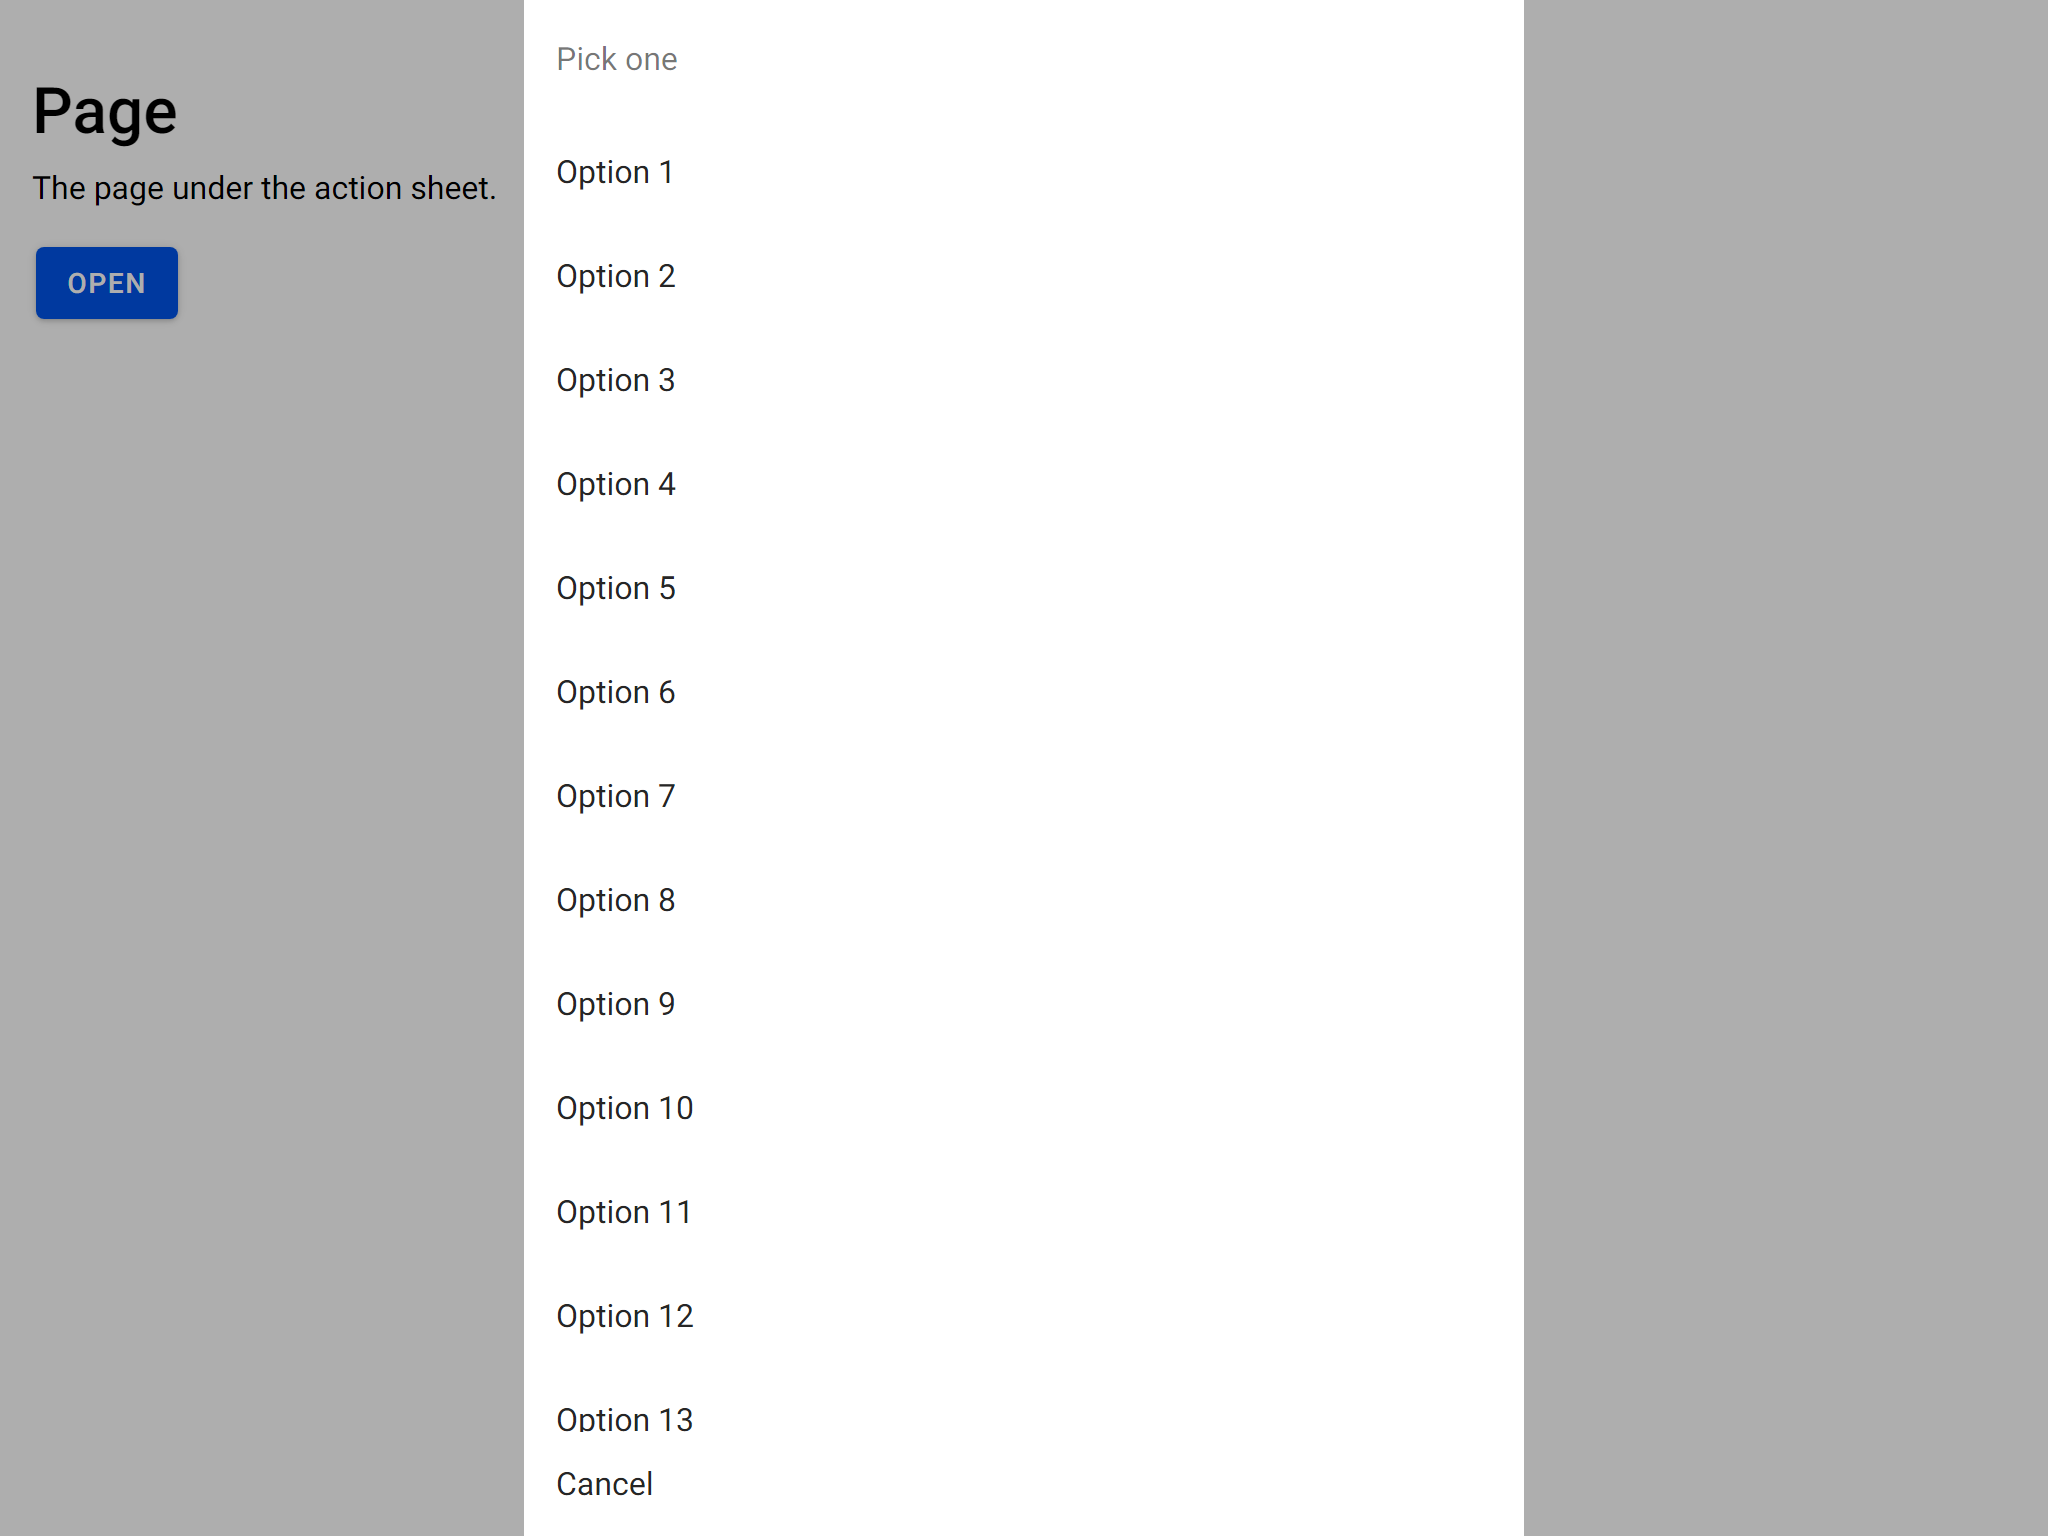 Page
The page under the action sheet.
OPEN
Pick one
Option 1
Option 2
Option 3
Option 4
Option 5
Option 6
Option 7
Option 8
Option 9
Option 10
Option 11
Option 12
Option 13
Cancel